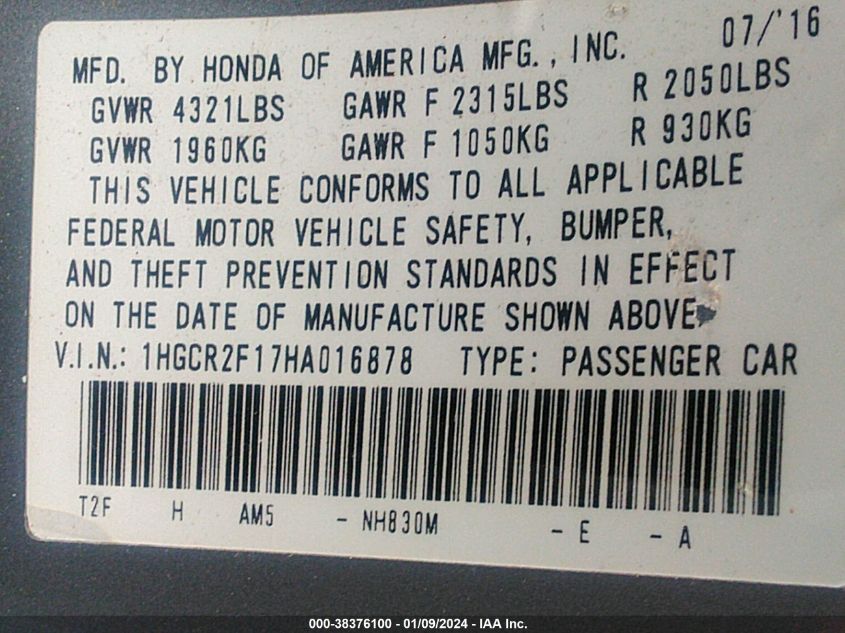 07/'16
MFD. BY HONDA OF AMERICA MFG., INC.
GVWR 4321LBS GAWR F 2315LBS R 2050LBS
GVWR 1960KG GAWR F 1050KG R 930KG
THIS VEHICLE CONFORMS TO ALL APPLICABLE
FEDERAL MOTOR VEHICLE SAFETY, BUMPER,
AND THEFT PREVENTION STANDARDS IN EFFECT
ON THE DATE OF MANUFACTURE SHOWN ABOVE.
V.I.N.: 1HGCR2F17HA016878 TYPE: PASSENGER CAR
T2F H AM5 - NH830M - E - A
000-38376100 - 01/09/2024 - IAA Inc.